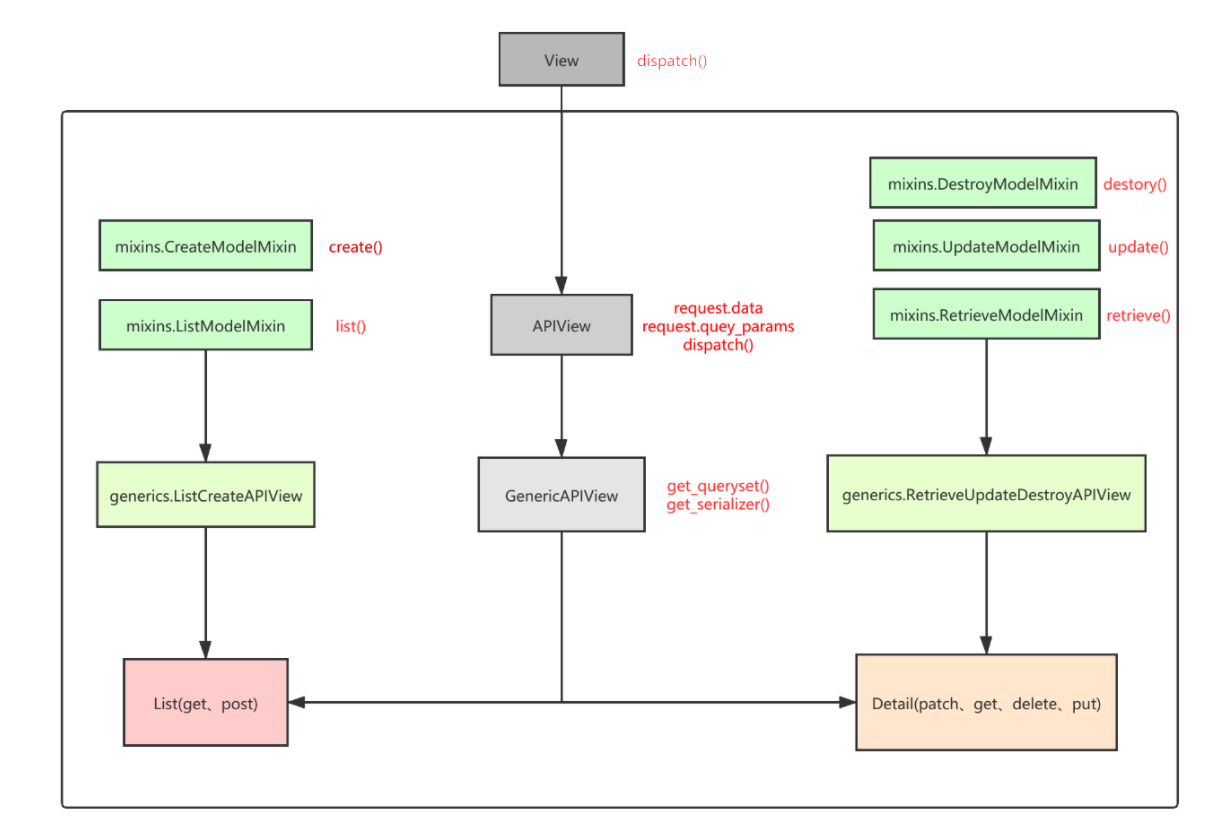 View
dispatch()
mixins.DestroyModelMixin
destory()
mixins.CreateModelMixin
create()
mixins.UpdateModelMixin
update()
mixins.ListModelMixin
list()
APIView
request.data
request.quey_params
dispatch()
mixins.RetrieveModelMixin
retrieve()
generics.ListCreateAPIView
GenericAPIView
get_queryset()
get_serializer()
generics.RetrieveUpdateDestroyAPIView
List(get、post)
Detail(patch、get、delete、put)